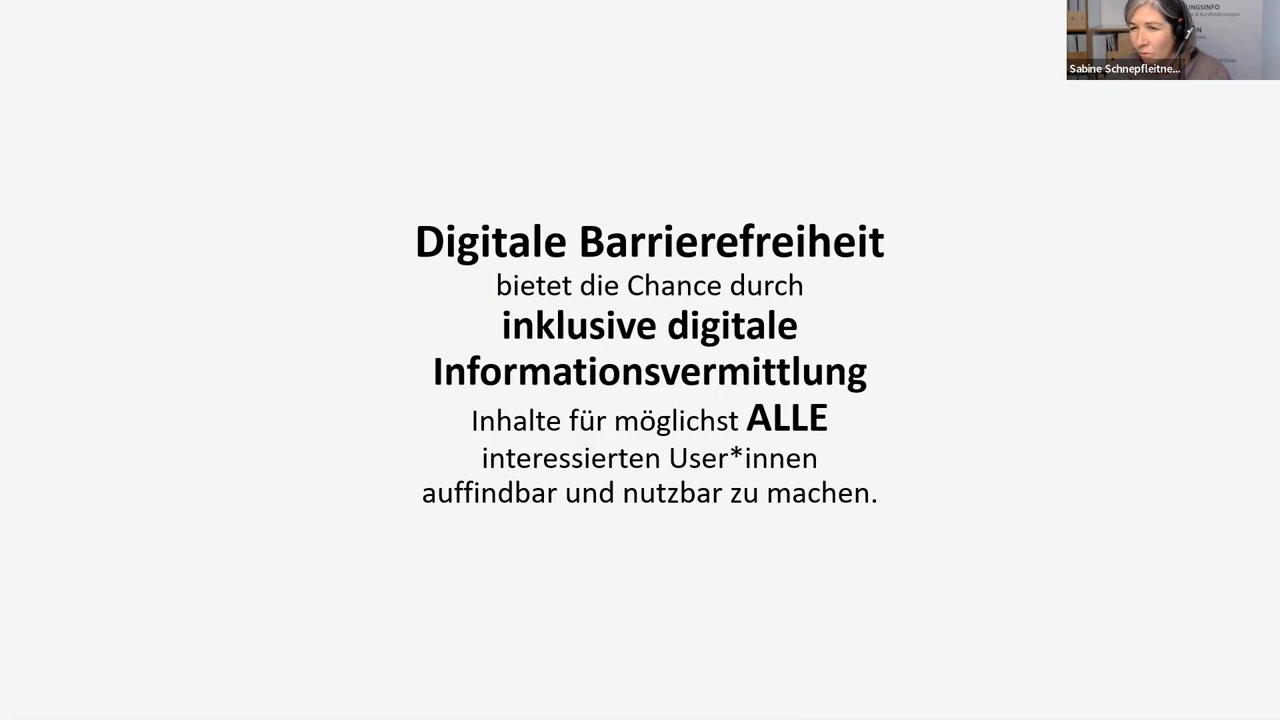 UNGSINFO
Sabine Schnepfleitne...
Digitale Barrierefreiheit
bietet die Chance durch
inklusive digitale
Informationsvermittlung
Inhalte für möglichst ALLE
interessierten User*innen
auffindbar und nutzbar zu machen.